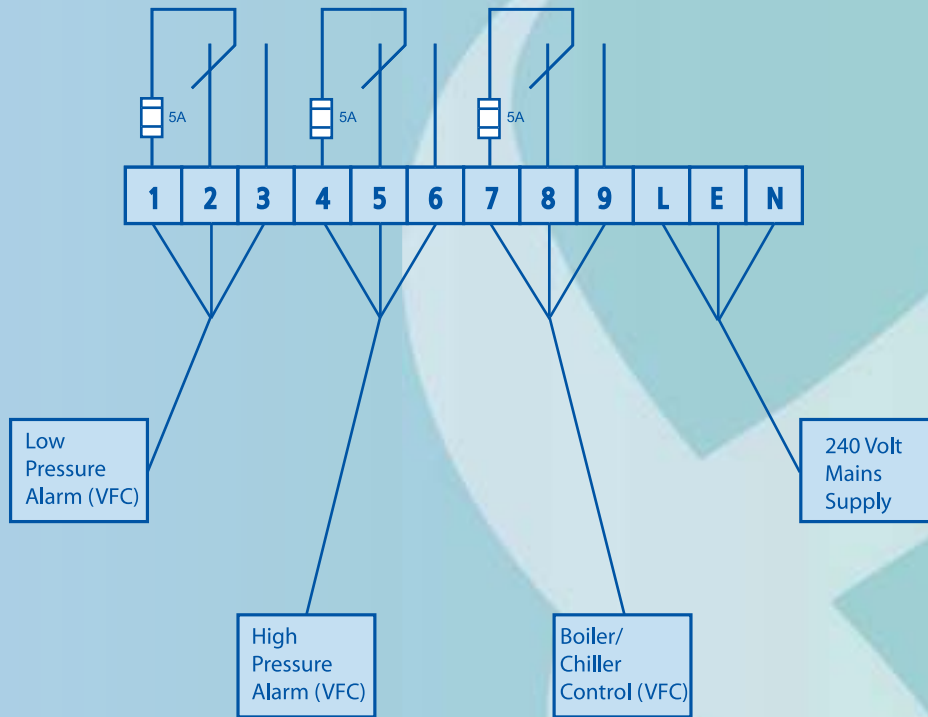 5A 5A 5A
1 2 3 4 5 6 7 8 9 L E N
Low
Pressure
Alarm (VFC)
240 Volt
Mains
Supply
High
Pressure
Alarm (VFC)
Boiler/
Chiller
Control (VFC)